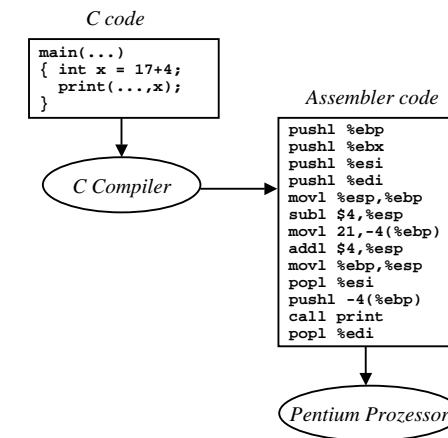 C code
main(...)
{ int x = 17+4;
print(...,x);
}
C Compiler
Assembler code
pushl %ebp
pushl %ebx
pushl %esi
pushl %edi
movl %esp,%ebp
subl $4,%esp
movl 21,-4(%ebp)
addl $4,%esp
movl %ebp,%esp
popl %esi
pushl -4(%ebp)
call print
popl %edi
Pentium Prozessor